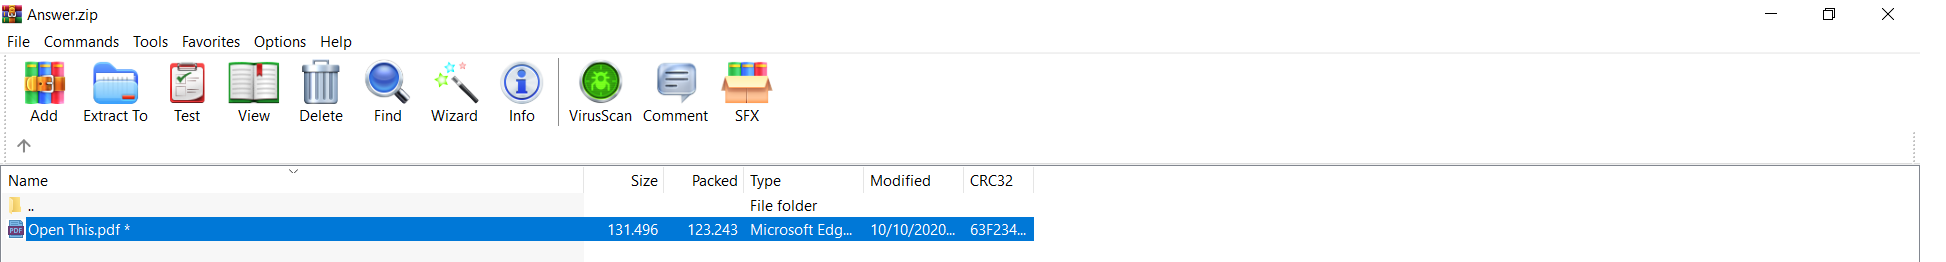 Answer.zip
File Commands Tools Favorites Options Help
Add Extract To Test View Delete Find Wizard Info VirusScan Comment SFX
Name Size Packed Type Modified CRC32
.. File folder
Open This.pdf * 131.496 123.243 Microsoft Edg... 10/10/2020... 63F234...